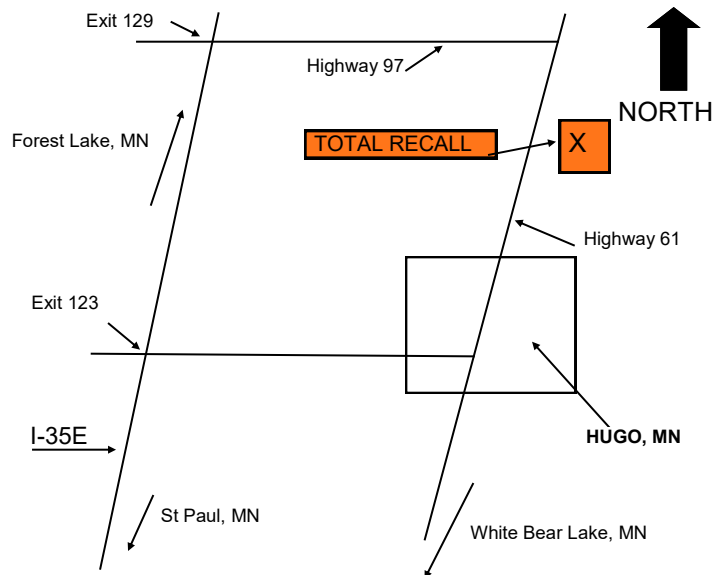 Exit 129
Highway 97
NORTH
Forest Lake, MN
TOTAL RECALL
X
Highway 61
Exit 123
I-35E
HUGO, MN
St Paul, MN
White Bear Lake, MN